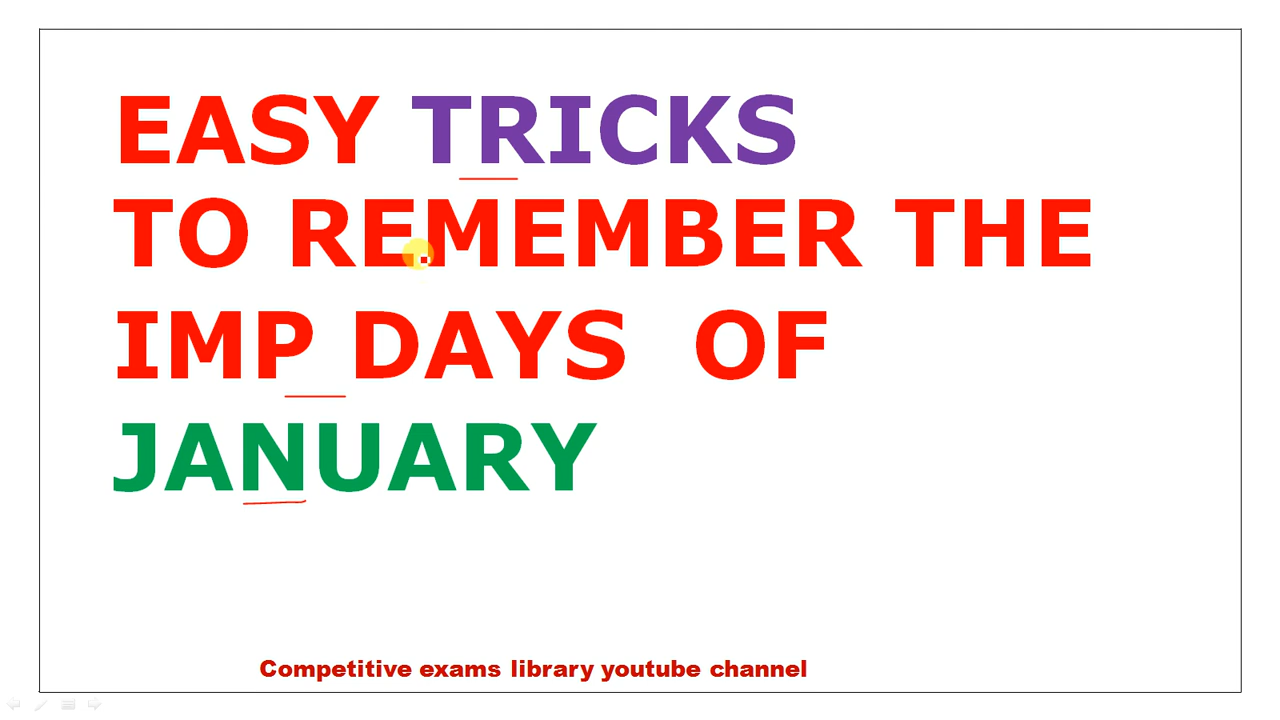 EASY TRICKS
TO REMEMBER THE
IMP DAYS OF
JANUARY
Competitive exams library youtube channel